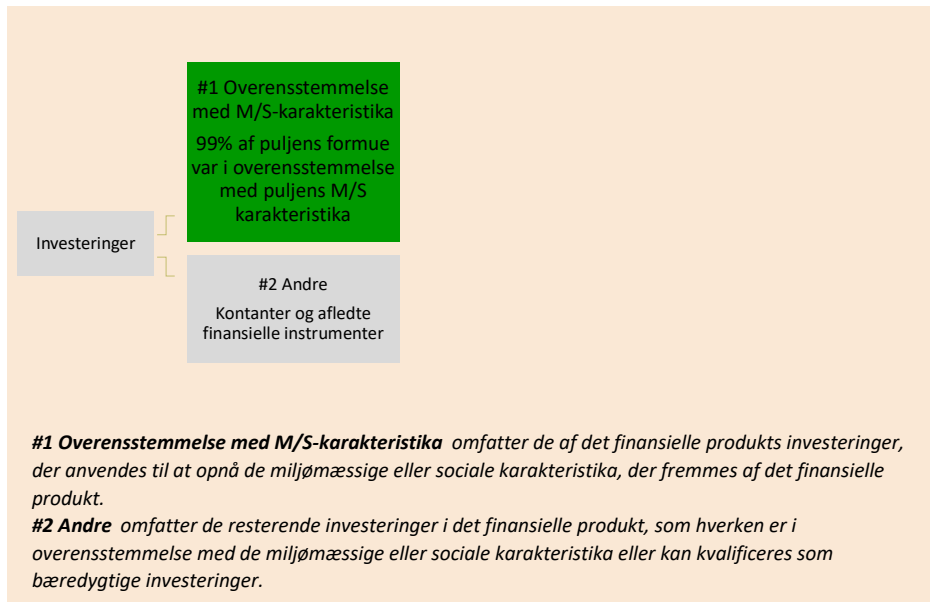 #1 Overensstemmelse
med M/S-karakteristika
99% af puljens formue
var i overensstemmelse
med puljens M/S
karakteristika
Investeringer
#2 Andre
Kontanter og afledte
finansielle instrumenter
#1 Overensstemmelse med M/S-karakteristika omfatter de af det finansielle produkts investeringer,
der anvendes til at opnå de miljømæssige eller sociale karakteristika, der fremmes af det finansielle
produkt.
#2 Andre omfatter de resterende investeringer i det finansielle produkt, som hverken er i
overensstemmelse med de miljømæssige eller sociale karakteristika eller kan kvalificeres som
bæredygtige investeringer.